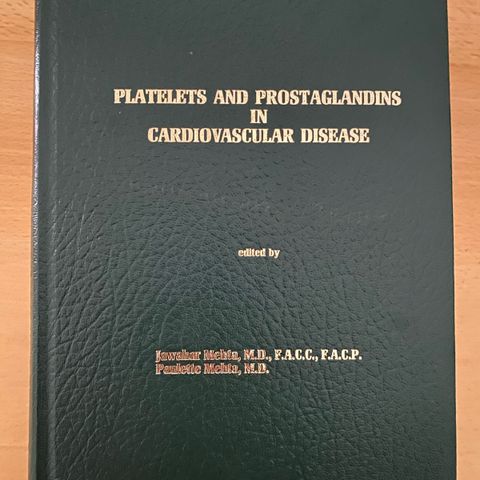 PLATELETS AND PROSTAGLANDINS
IN
CARDIOVASCULAR DISEASE
edited by
Jawahar Mehta, M.D., F.A.C.C., F.A.C.P.
Paulette Mehta, M.D.